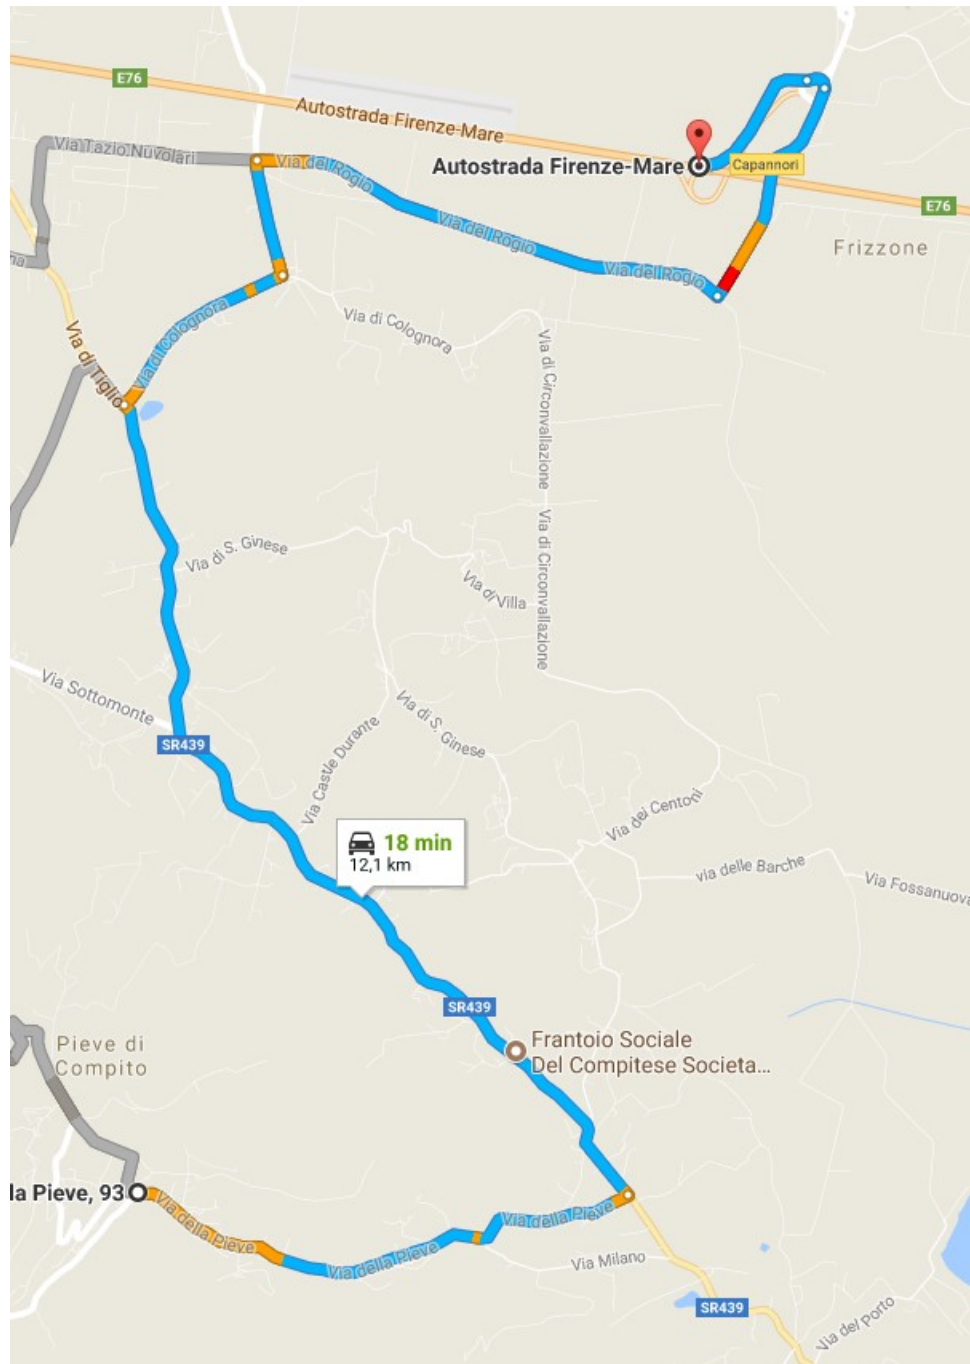 E76
Autostrada Firenze-Mare
Via Tazio Nuvolari
Via del Rogio
Autostrada Firenze-Mare
Capannori
E76
Via del Rogio
Frizzone
na
Via del Rogio
Via di Colognora
Via di Colognora
Via di Tiglio
Via di Circonvallazione
Via di S. Ginese
Via di Circonvallazione
Via di Villa
Via Sottomonte
Via di S. Ginese
SR439
Via Castle Durante
Via dei Centoni
18 min
12,1 km
via delle Barche
Via Fossanuova
SR439
Frantoio Sociale
Del Compitese Societa...
Pieve di
Compito
la Pieve, 93
Via della Pieve
Via della Pieve
Via della Pieve
Via Milano
SR439
Via del Porto